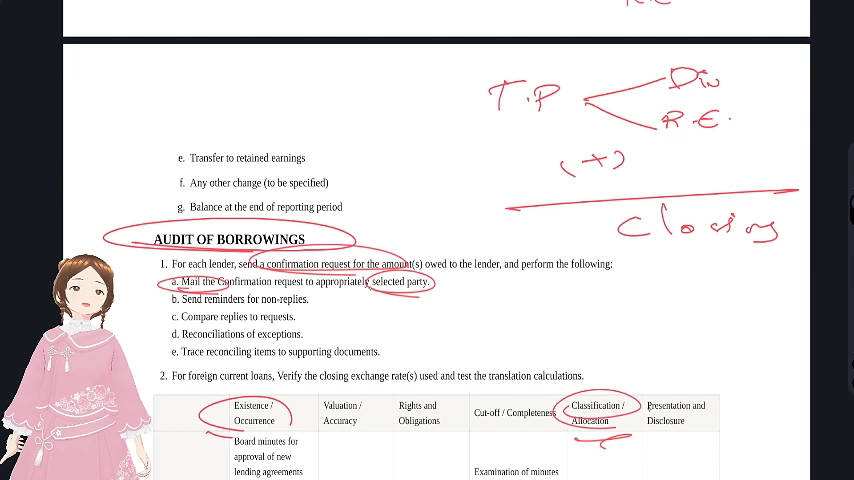 T.P
Div
R.E.
(+)
Closing
e. Transfer to retained earnings
f. Any other change (to be specified)
g. Balance at the end of reporting period
AUDIT OF BORROWINGS
1. For each lender, send a confirmation request for the amount(s) owed to the lender, and perform the following:
a. Mail the Confirmation request to appropriately selected party.
b. Send reminders for non-replies.
c. Compare replies to requests.
d. Reconciliations of exceptions.
e. Trace reconciling items to supporting documents.
2. For foreign current loans, Verify the closing exchange rate(s) used and test the translation calculations.
Existence /
Occurrence
Valuation /
Accuracy
Rights and
Obligations
Cut-off / Completeness
Classification /
Allocation
Presentation and
Disclosure
Board minutes for
approval of new
lending agreements
Examination of minutes